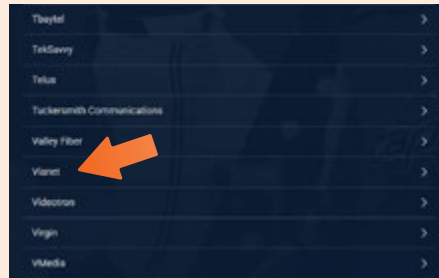 Tbaytel
TekSavvy
Telus
Tuckersmith Communications
Valley Fiber
Vianet
Videotron
Virgin
VMedia